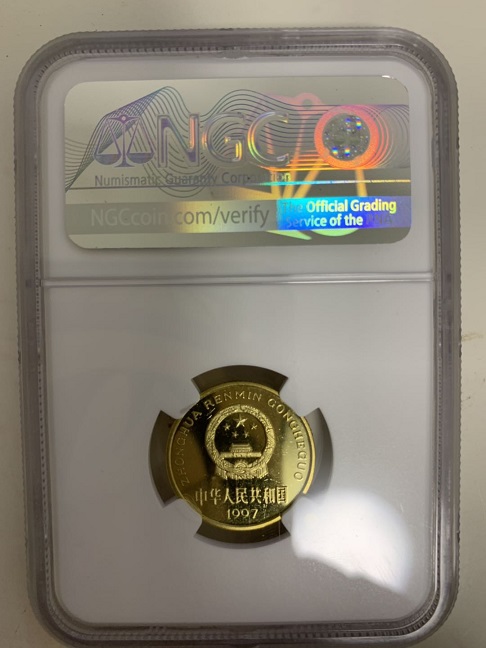 NGC
Numismatic Guaranty Corporation
NGCcoin.com/verify
Official Grading
Service of the
ZHONGHUA RENMIN GONGHEGUO
中华人民共和国
1997